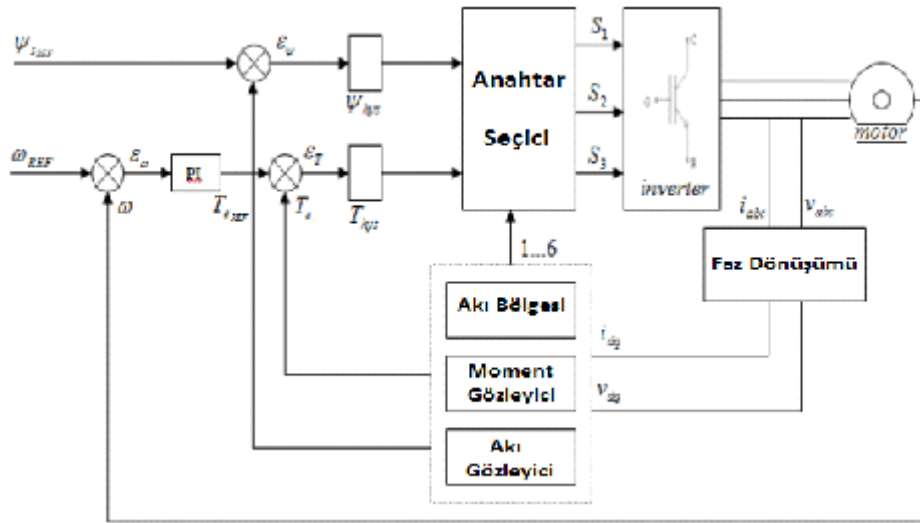 ψ_sREF
ε_ψ
ψ_hys
Anahtar
Seçici
S_1
S_2
S_3
inverter
motor
ω_REF
ε_ω
PI
T_eREF
ε_T
T_e
T_hys
ω
1...6
i_abc
v_abc
Faz Dönüşümü
Akı Bölgesi
i_dq
Moment
Gözleyici
v_dq
Akı
Gözleyici